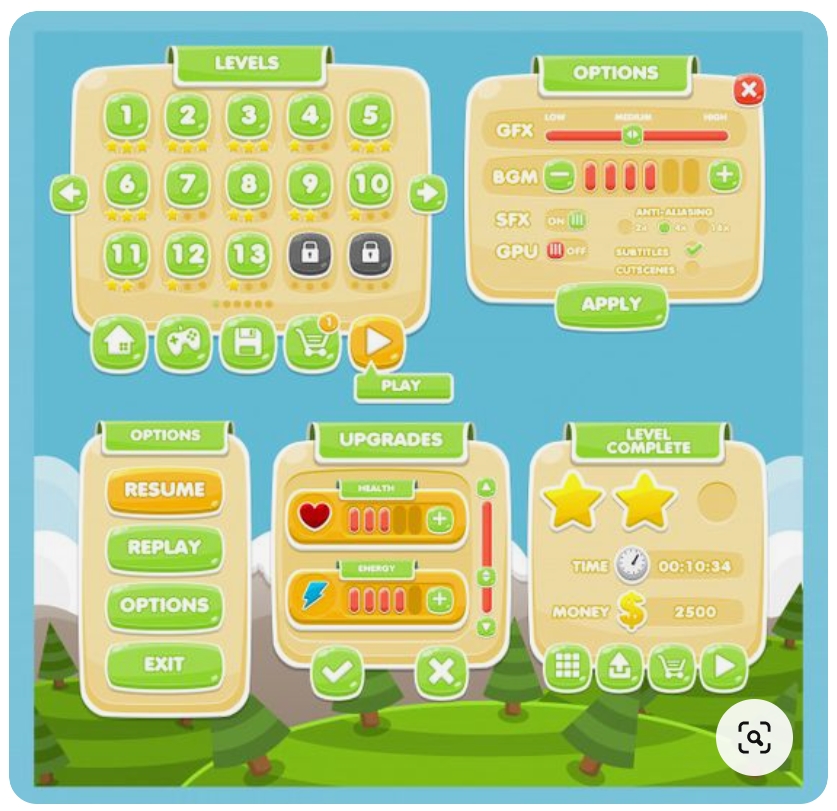 LEVELS
1 2 3 4 5
6 7 8 9 10
11 12 13
1
PLAY
OPTIONS
LOW MEDIUM HIGH
GFX
BGM
SFX ON
ANTI-ALIASING
2x 4x 16x
GPU OFF
SUBTITLES
CUTSCENES
APPLY
OPTIONS
RESUME
REPLAY
OPTIONS
EXIT
UPGRADES
HEALTH
ENERGY
LEVEL
COMPLETE
TIME 00:10:34
MONEY $ 2500